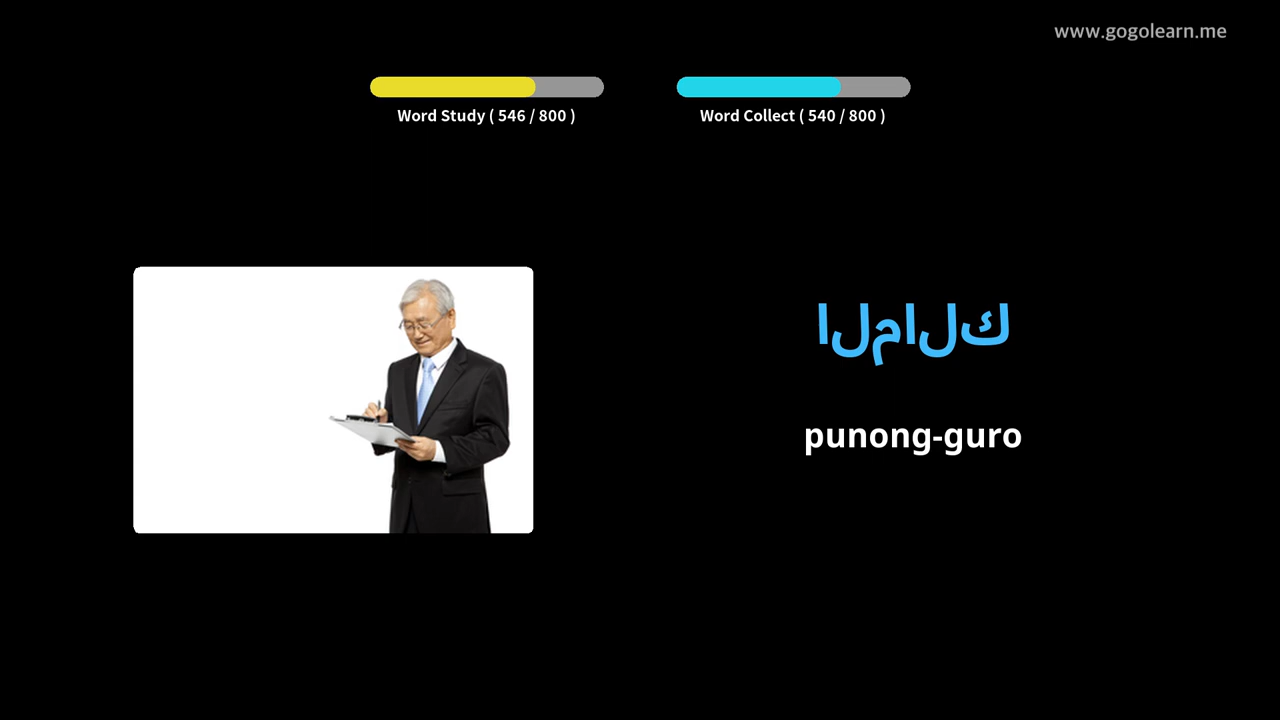 www.gogolearn.me
Word Study ( 546 / 800 )
Word Collect ( 540 / 800 )
المالك
punong-guro